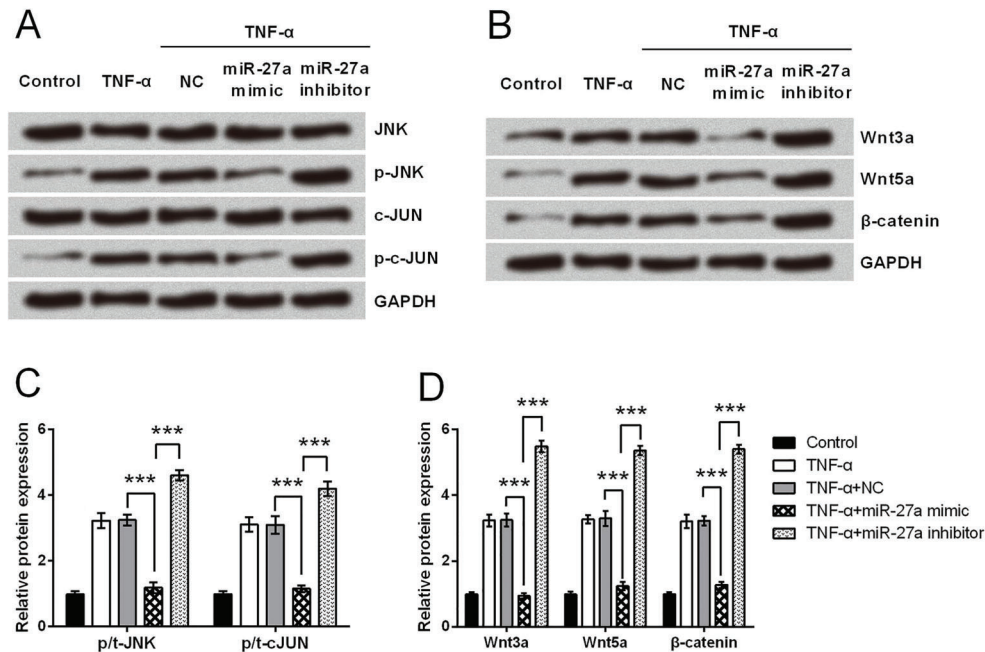 A
TNF-α
Control TNF-α NC miR-27a mimic miR-27a inhibitor
JNK
p-JNK
c-JUN
p-c-JUN
GAPDH
B
TNF-α
Control TNF-α NC miR-27a mimic miR-27a inhibitor
Wnt3a
Wnt5a
β-catenin
GAPDH
C
Relative protein expression
6
4
2
0
*** ***
*** ***
p/t-JNK p/t-cJUN
D
Relative protein expression
6
4
2
0
*** *** ***
*** *** ***
Wnt3a Wnt5a β-catenin
Control
TNF-α
TNF-α+NC
TNF-α+miR-27a mimic
TNF-α+miR-27a inhibitor